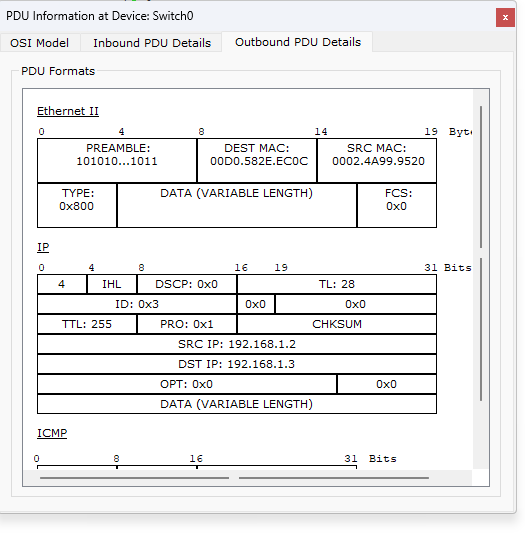 PDU Information at Device: Switch0
x
OSI Model Inbound PDU Details Outbound PDU Details
PDU Formats
Ethernet II
0 4 8 14 19 Byte
PREAMBLE: 101010...1011 DEST MAC: 00D0.582E.EC0C SRC MAC: 0002.4A99.9520
TYPE: 0x800 DATA (VARIABLE LENGTH) FCS: 0x0
IP
0 4 8 16 19 31 Bits
4 IHL DSCP: 0x0 TL: 28
ID: 0x3 0x0 0x0
TTL: 255 PRO: 0x1 CHKSUM
SRC IP: 192.168.1.2
DST IP: 192.168.1.3
OPT: 0x0 0x0
DATA (VARIABLE LENGTH)
ICMP
0 8 16 31 Bits